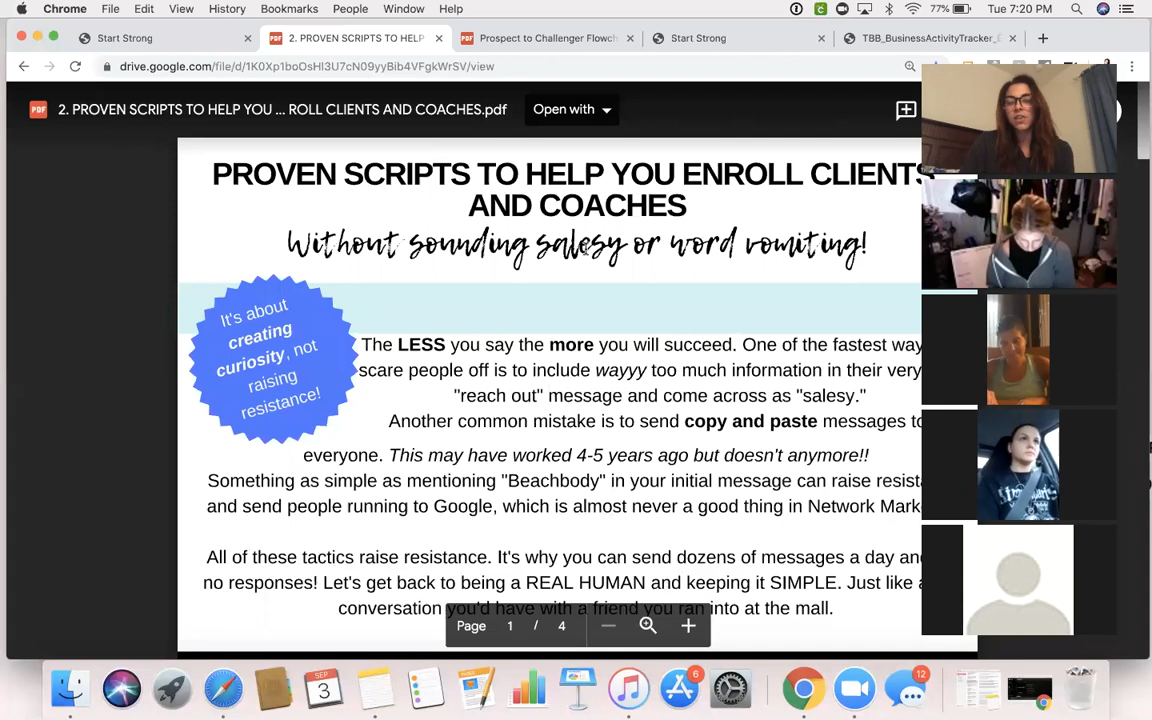 Chrome File Edit View History Bookmarks People Window Help 77% Tue 7:20 PM
Start Strong 2. PROVEN SCRIPTS TO HELP Prospect to Challenger Flowch Start Strong TBB_BusinessActivityTracker_
drive.google.com/file/d/1K0Xp1boOsHl3U7cN09yyBib4VFgkWrSV/view
PDF 2. PROVEN SCRIPTS TO HELP YOU ... ROLL CLIENTS AND COACHES.pdf Open with
PROVEN SCRIPTS TO HELP YOU ENROLL CLIENTS
AND COACHES
Without sounding salesy or word vomiting!
It's about
creating
curiosity, not
raising
resistance!
The LESS you say the more you will succeed. One of the fastest way
scare people off is to include wayyy too much information in their very
"reach out" message and come across as "salesy."
Another common mistake is to send copy and paste messages to
everyone. This may have worked 4-5 years ago but doesn't anymore!!
Something as simple as mentioning "Beachbody" in your initial message can raise resista
and send people running to Google, which is almost never a good thing in Network Mark
All of these tactics raise resistance. It's why you can send dozens of messages a day and
no responses! Let's get back to being a REAL HUMAN and keeping it SIMPLE. Just like a
conversation you'd have with a friend you ran into at the mall.
Page 1 / 4
SEP
3
6
12